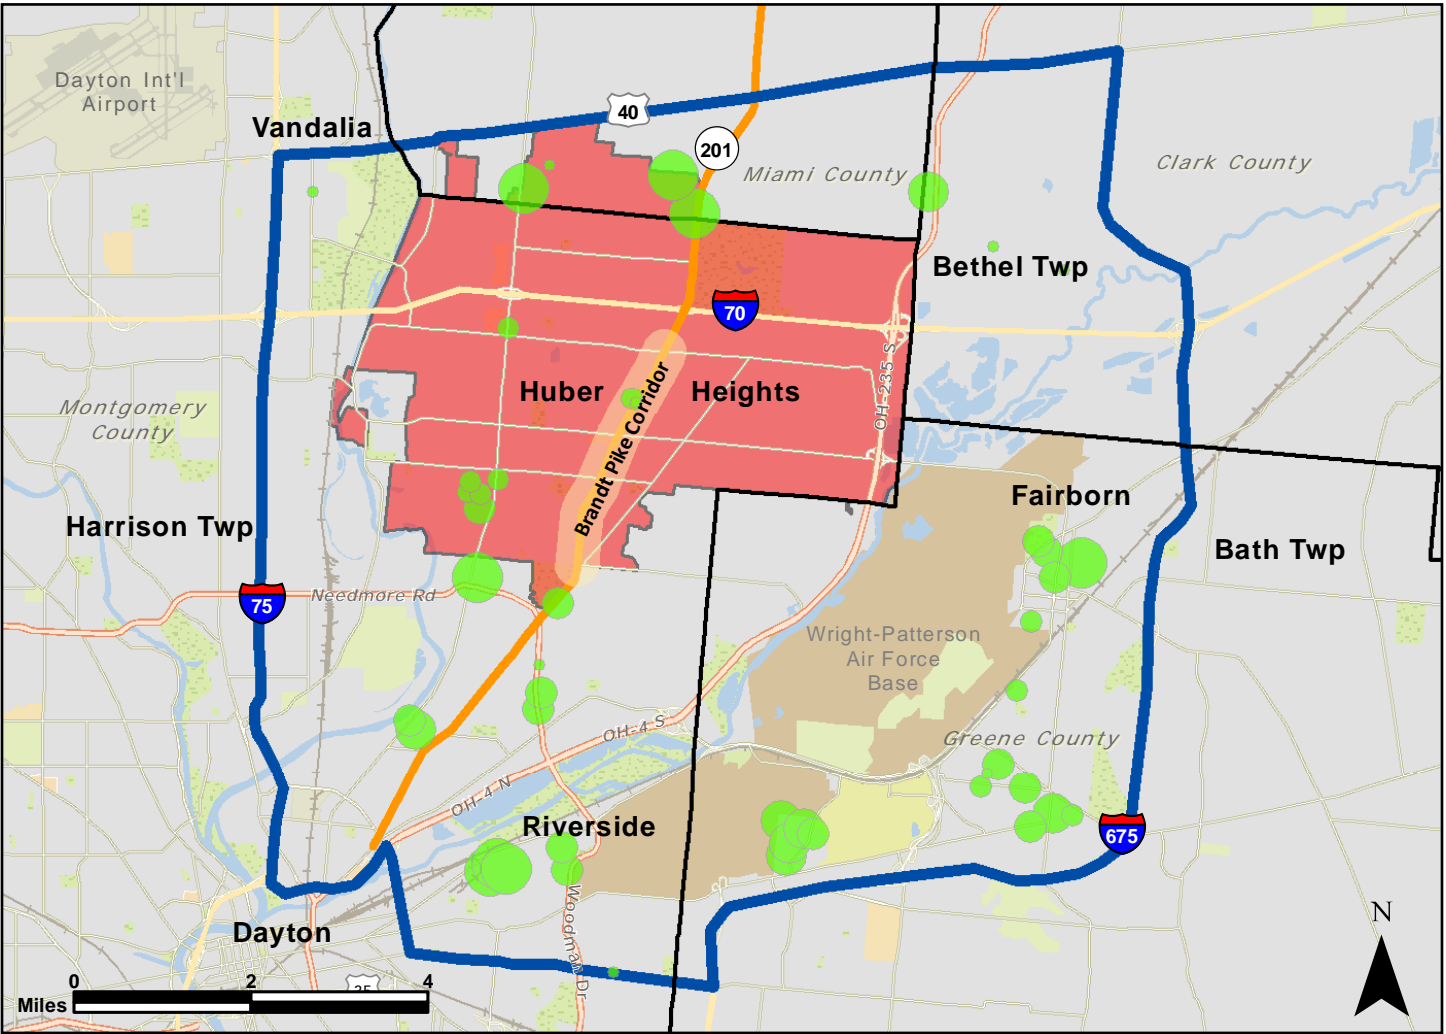 Dayton Int'l
Airport
Vandalia
40
201
Miami County
Clark County
Bethel Twp
70
Huber Heights
OH-235 S
Brandt Pike Corridor
Montgomery
County
Harrison Twp
Fairborn
Bath Twp
75
Needmore Rd
Wright-Patterson
Air Force
Base
OH-4 S
Greene County
OH-4 N
Riverside
675
Woodman Dr
Dayton
N
0 2 4
Miles
35